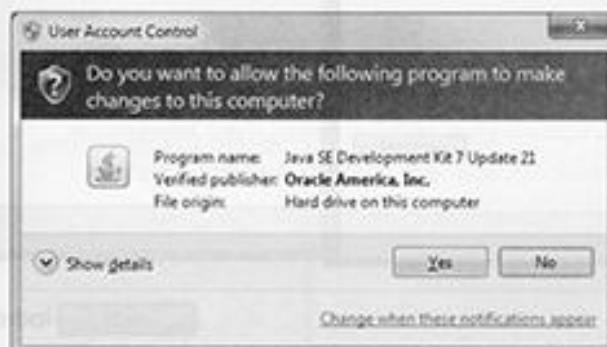 User Account Control
Do you want to allow the following program to make
changes to this computer?
Program name: Java SE Development Kit 7 Update 21
Verified publisher: Oracle America, Inc.
File origin: Hard drive on this computer
Show details
Yes No
Change when these notifications appear